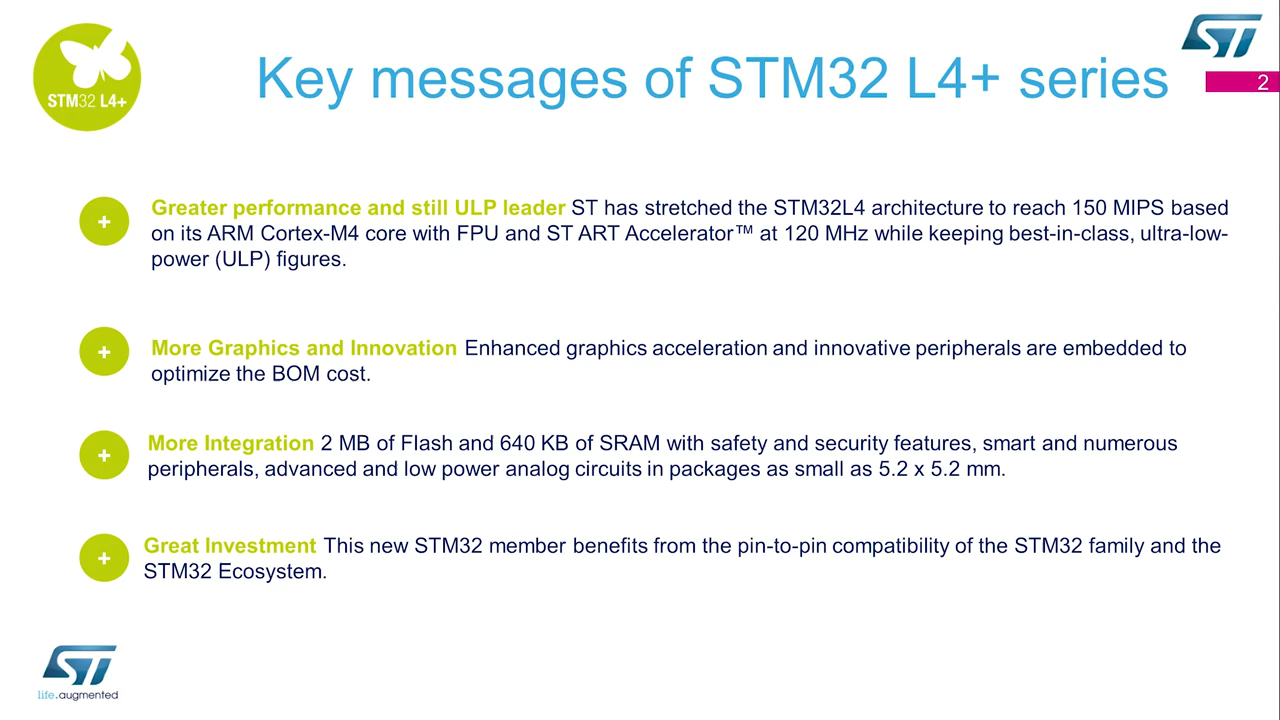 STM32 L4+
Key messages of STM32 L4+ series
ST
2
+
Greater performance and still ULP leader ST has stretched the STM32L4 architecture to reach 150 MIPS based
on its ARM Cortex-M4 core with FPU and ST ART Accelerator™ at 120 MHz while keeping best-in-class, ultra-low-
power (ULP) figures.
+
More Graphics and Innovation Enhanced graphics acceleration and innovative peripherals are embedded to
optimize the BOM cost.
+
More Integration 2 MB of Flash and 640 KB of SRAM with safety and security features, smart and numerous
peripherals, advanced and low power analog circuits in packages as small as 5.2 x 5.2 mm.
+
Great Investment This new STM32 member benefits from the pin-to-pin compatibility of the STM32 family and the
STM32 Ecosystem.
ST
life.augmented